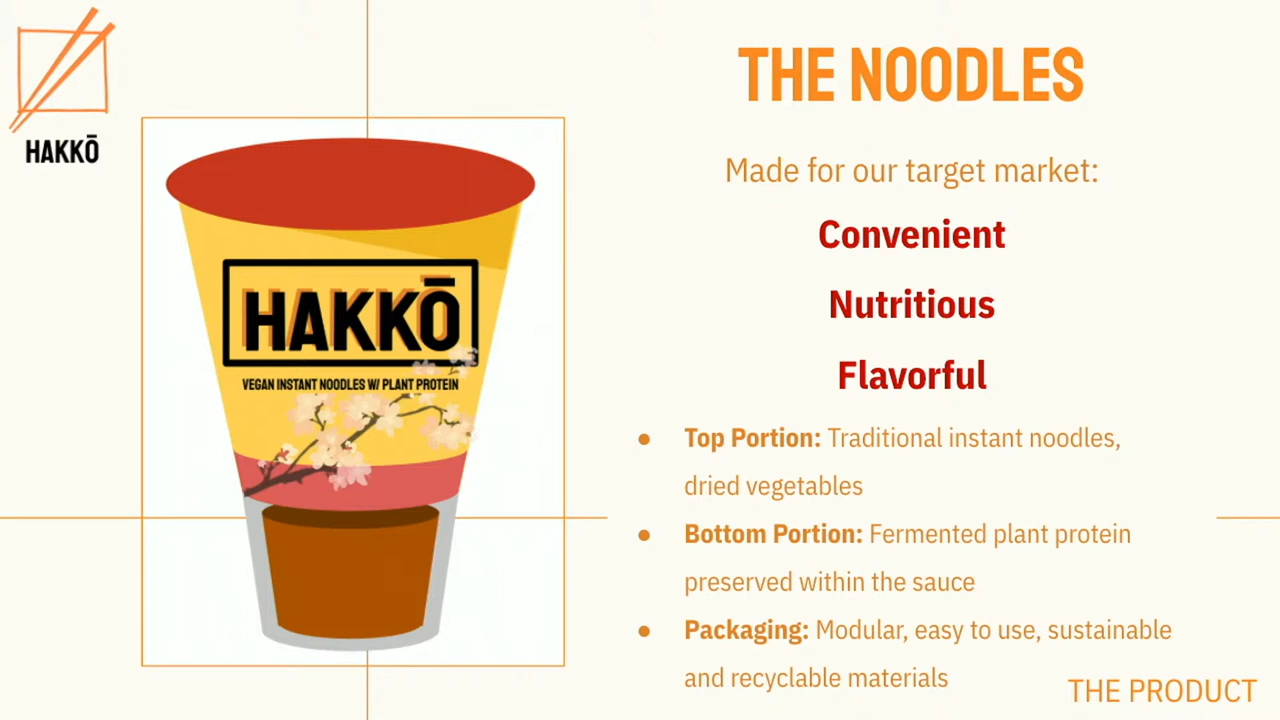 HAKKŌ
THE NOODLES
Made for our target market:
Convenient
Nutritious
Flavorful
HAKKŌ
VEGAN INSTANT NOODLES W/ PLANT PROTEIN
● Top Portion: Traditional instant noodles,
dried vegetables
● Bottom Portion: Fermented plant protein
preserved within the sauce
● Packaging: Modular, easy to use, sustainable
and recyclable materials
THE PRODUCT